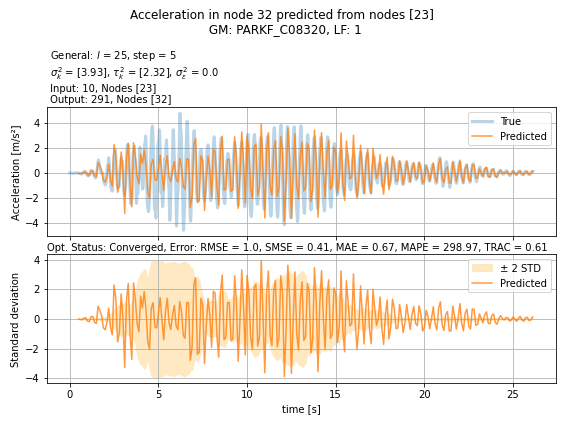 Acceleration in node 32 predicted from nodes [23]
GM: PARKF_C08320, LF: 1
General: l = 25, step = 5
σ²ₖ = [3.93], τ²ₖ = [2.32], σ²ε = 0.0
Input: 10, Nodes [23]
Output: 291, Nodes [32]
Acceleration [m/s²]
4
2
0
−2
−4
True
Predicted
Opt. Status: Converged, Error: RMSE = 1.0, SMSE = 0.41, MAE = 0.67, MAPE = 298.97, TRAC = 0.61
Standard deviation
4
2
0
−2
−4
± 2 STD
Predicted
0 5 10 15 20 25
time [s]